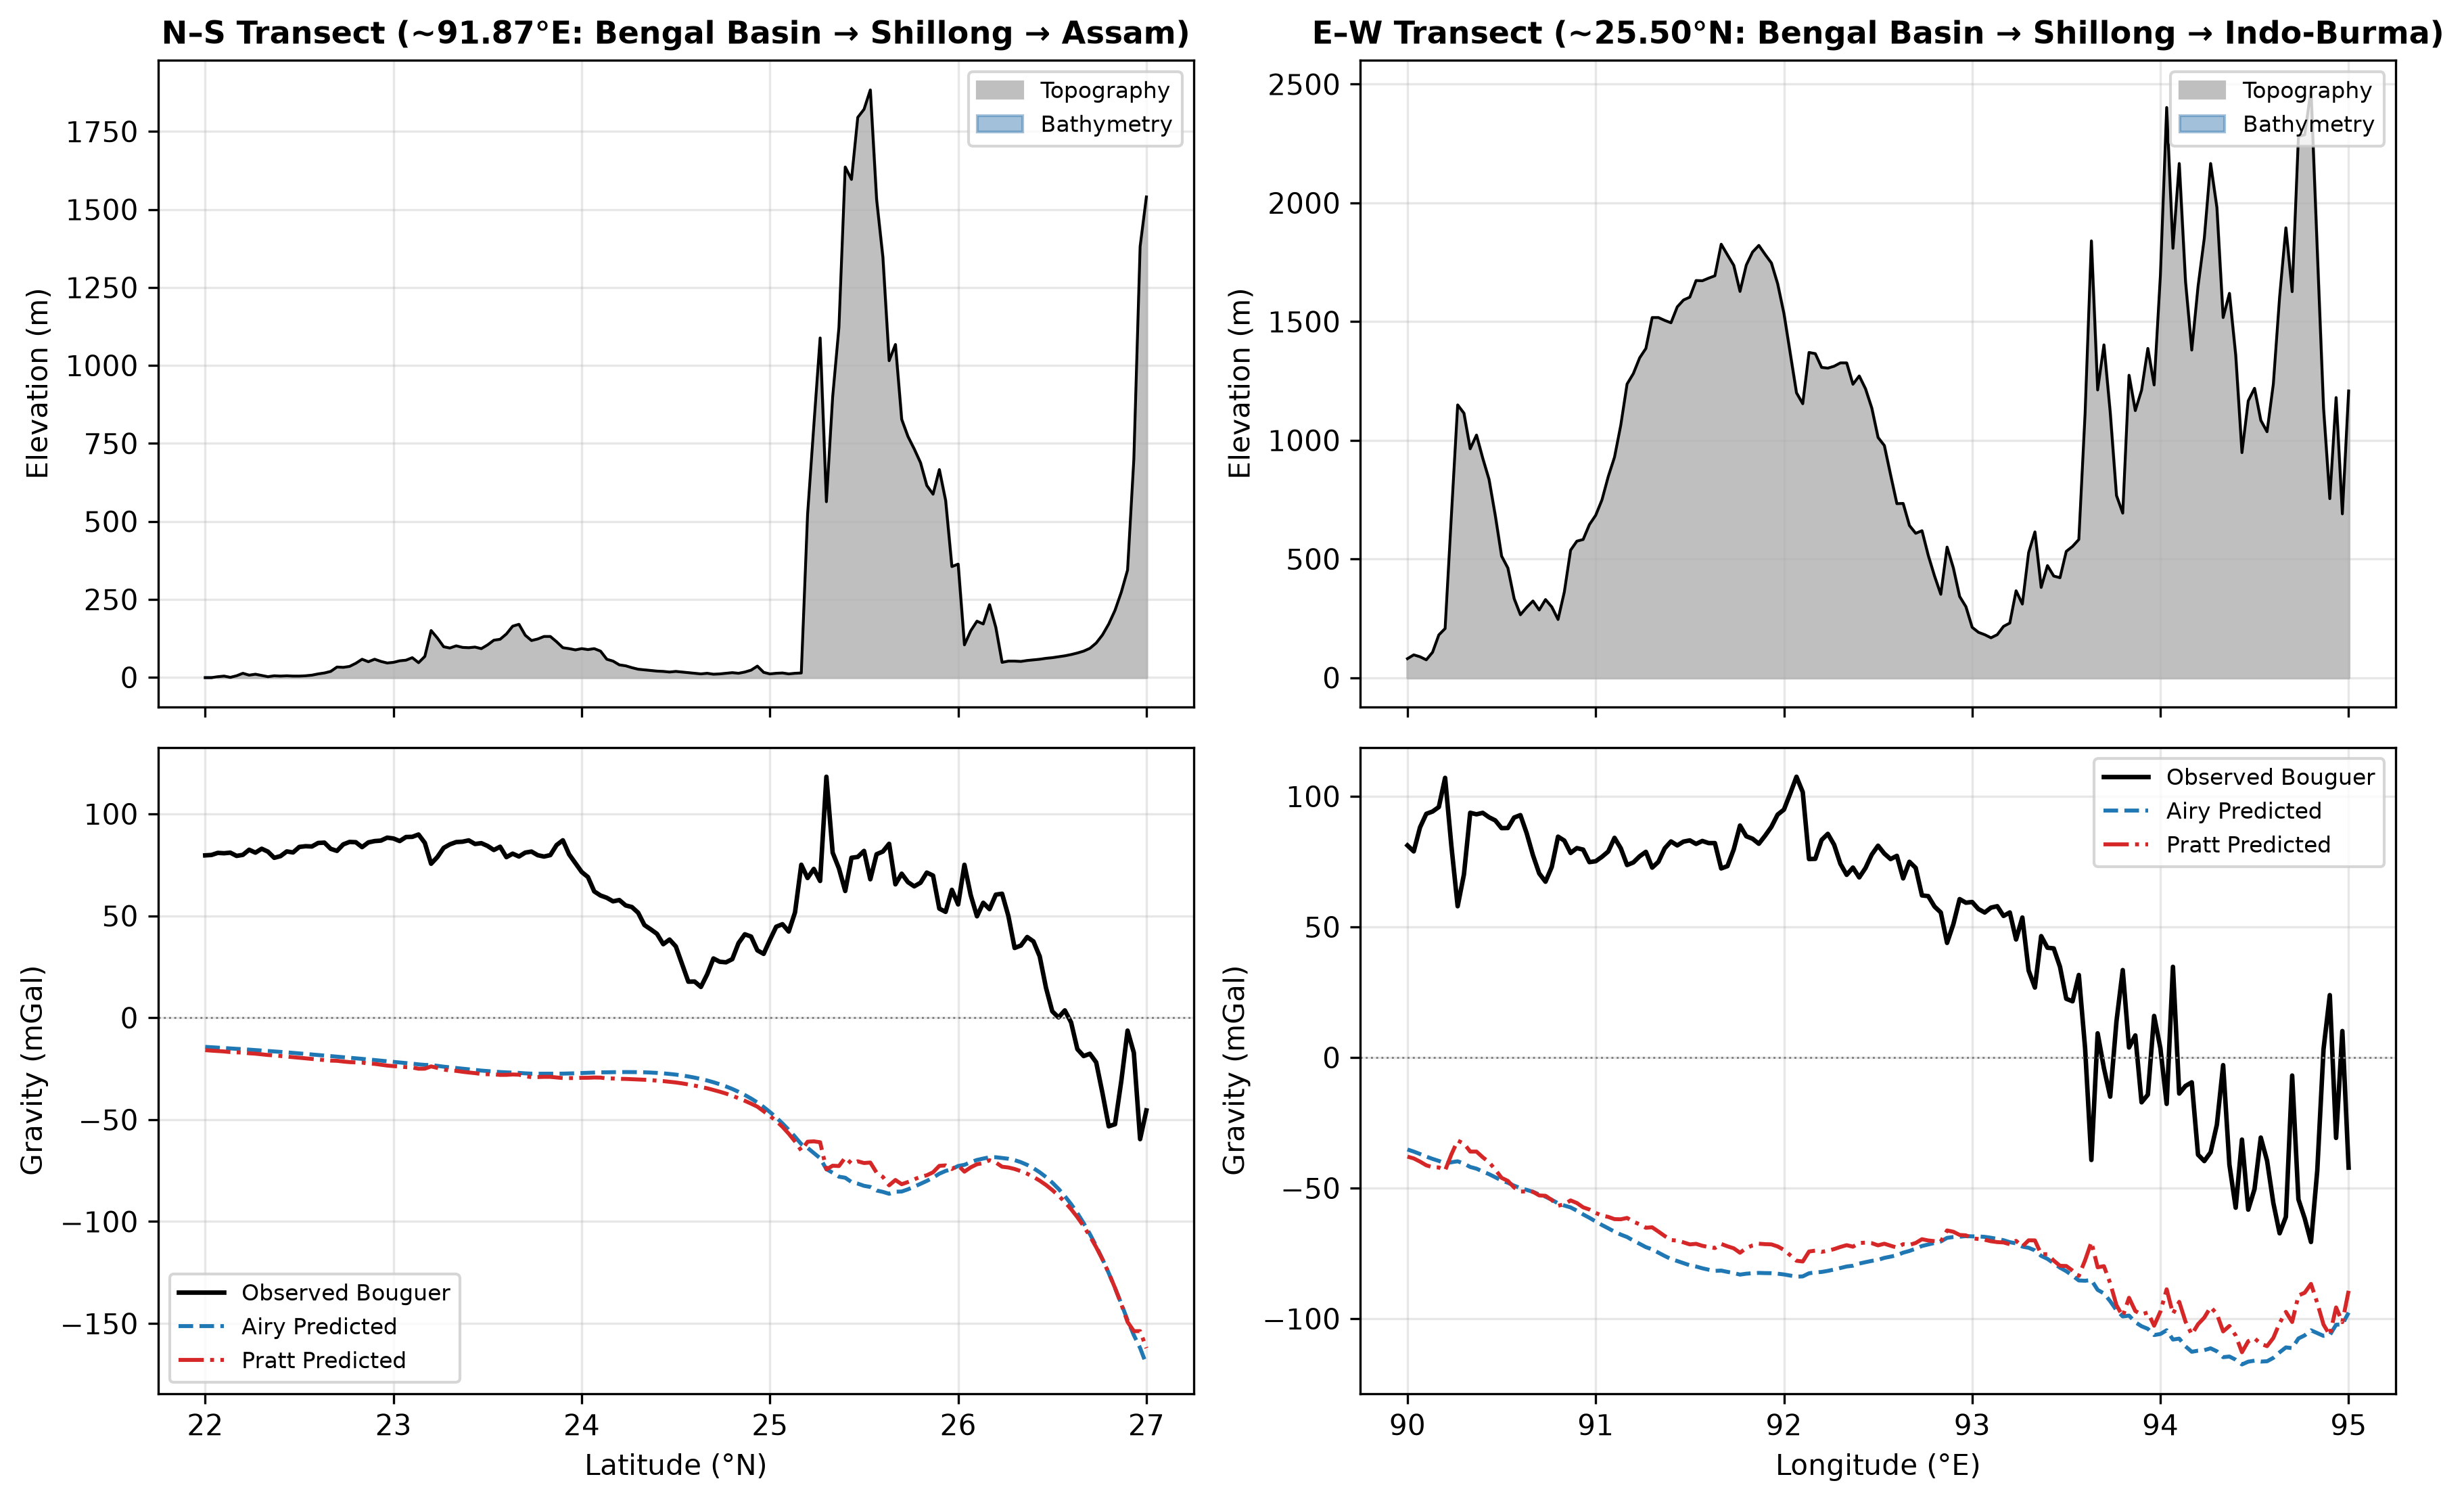 N–S Transect (~91.87°E: Bengal Basin → Shillong → Assam)
Elevation (m)
1750
1500
1250
1000
750
500
250
0
Topography
Bathymetry
E–W Transect (~25.50°N: Bengal Basin → Shillong → Indo-Burma)
Elevation (m)
2500
2000
1500
1000
500
0
Topography
Bathymetry
Gravity (mGal)
100
50
0
−50
−100
−150
Observed Bouguer
Airy Predicted
Pratt Predicted
22 23 24 25 26 27
Latitude (°N)
Gravity (mGal)
100
50
0
−50
−100
Observed Bouguer
Airy Predicted
Pratt Predicted
90 91 92 93 94 95
Longitude (°E)